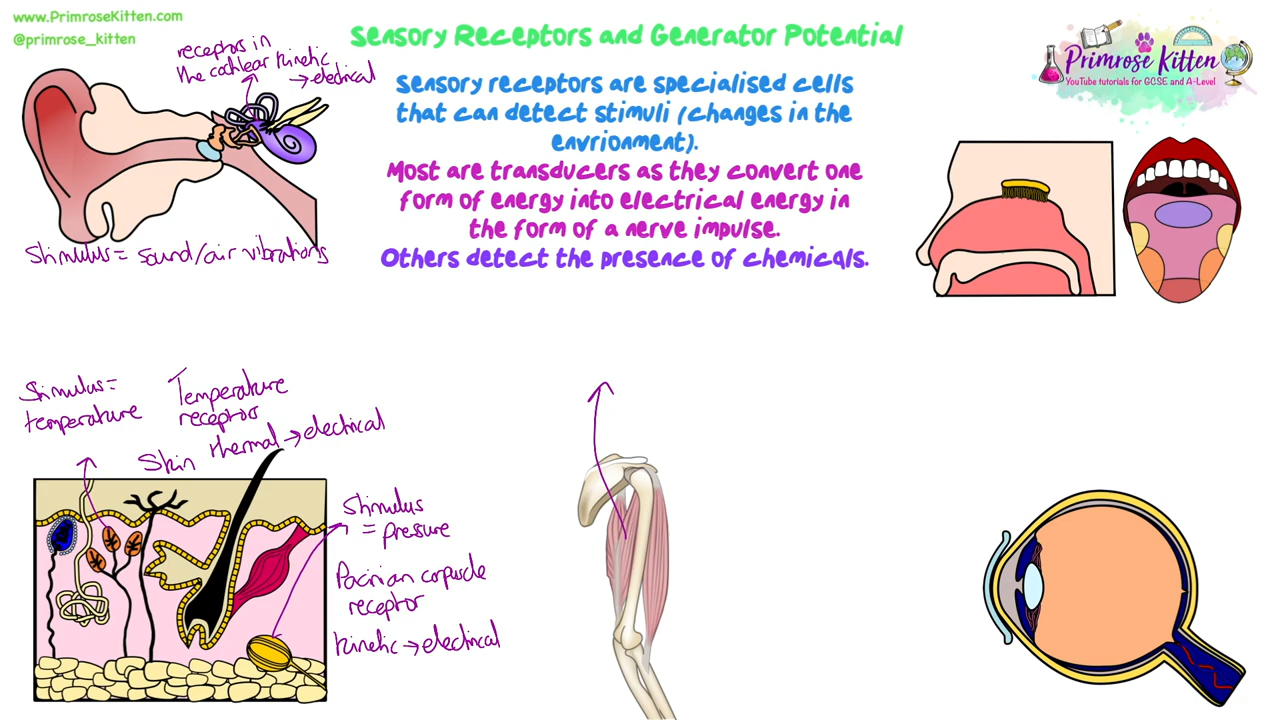 www.PrimroseKitten.com
@primrose_kitten
Sensory Receptors and Generator Potential
Sensory receptors are specialised cells
that can detect stimuli (changes in the
envrionment).
Most are transducers as they convert one
form of energy into electrical energy in
the form of a nerve impulse.
Others detect the presence of chemicals.
Primrose Kitten
YouTube tutorials for GCSE and A-Level
receptors in
the cochlear kinetic
→ electrical
Stimulus = sound/air vibrations
Stimulus =
temperature
Temperature
receptors
thermal → electrical
Skin
Stimulus
= pressure
Pacinian corpuscle
receptor
kinetic → electrical